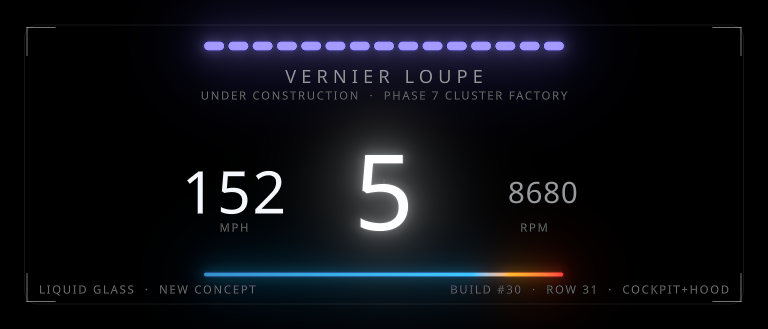 VERNIER LOUPE
UNDER CONSTRUCTION · PHASE 7 CLUSTER FACTORY
152
MPH
5
8680
RPM
LIQUID GLASS · NEW CONCEPT
BUILD #30 · ROW 31 · COCKPIT+HOOD